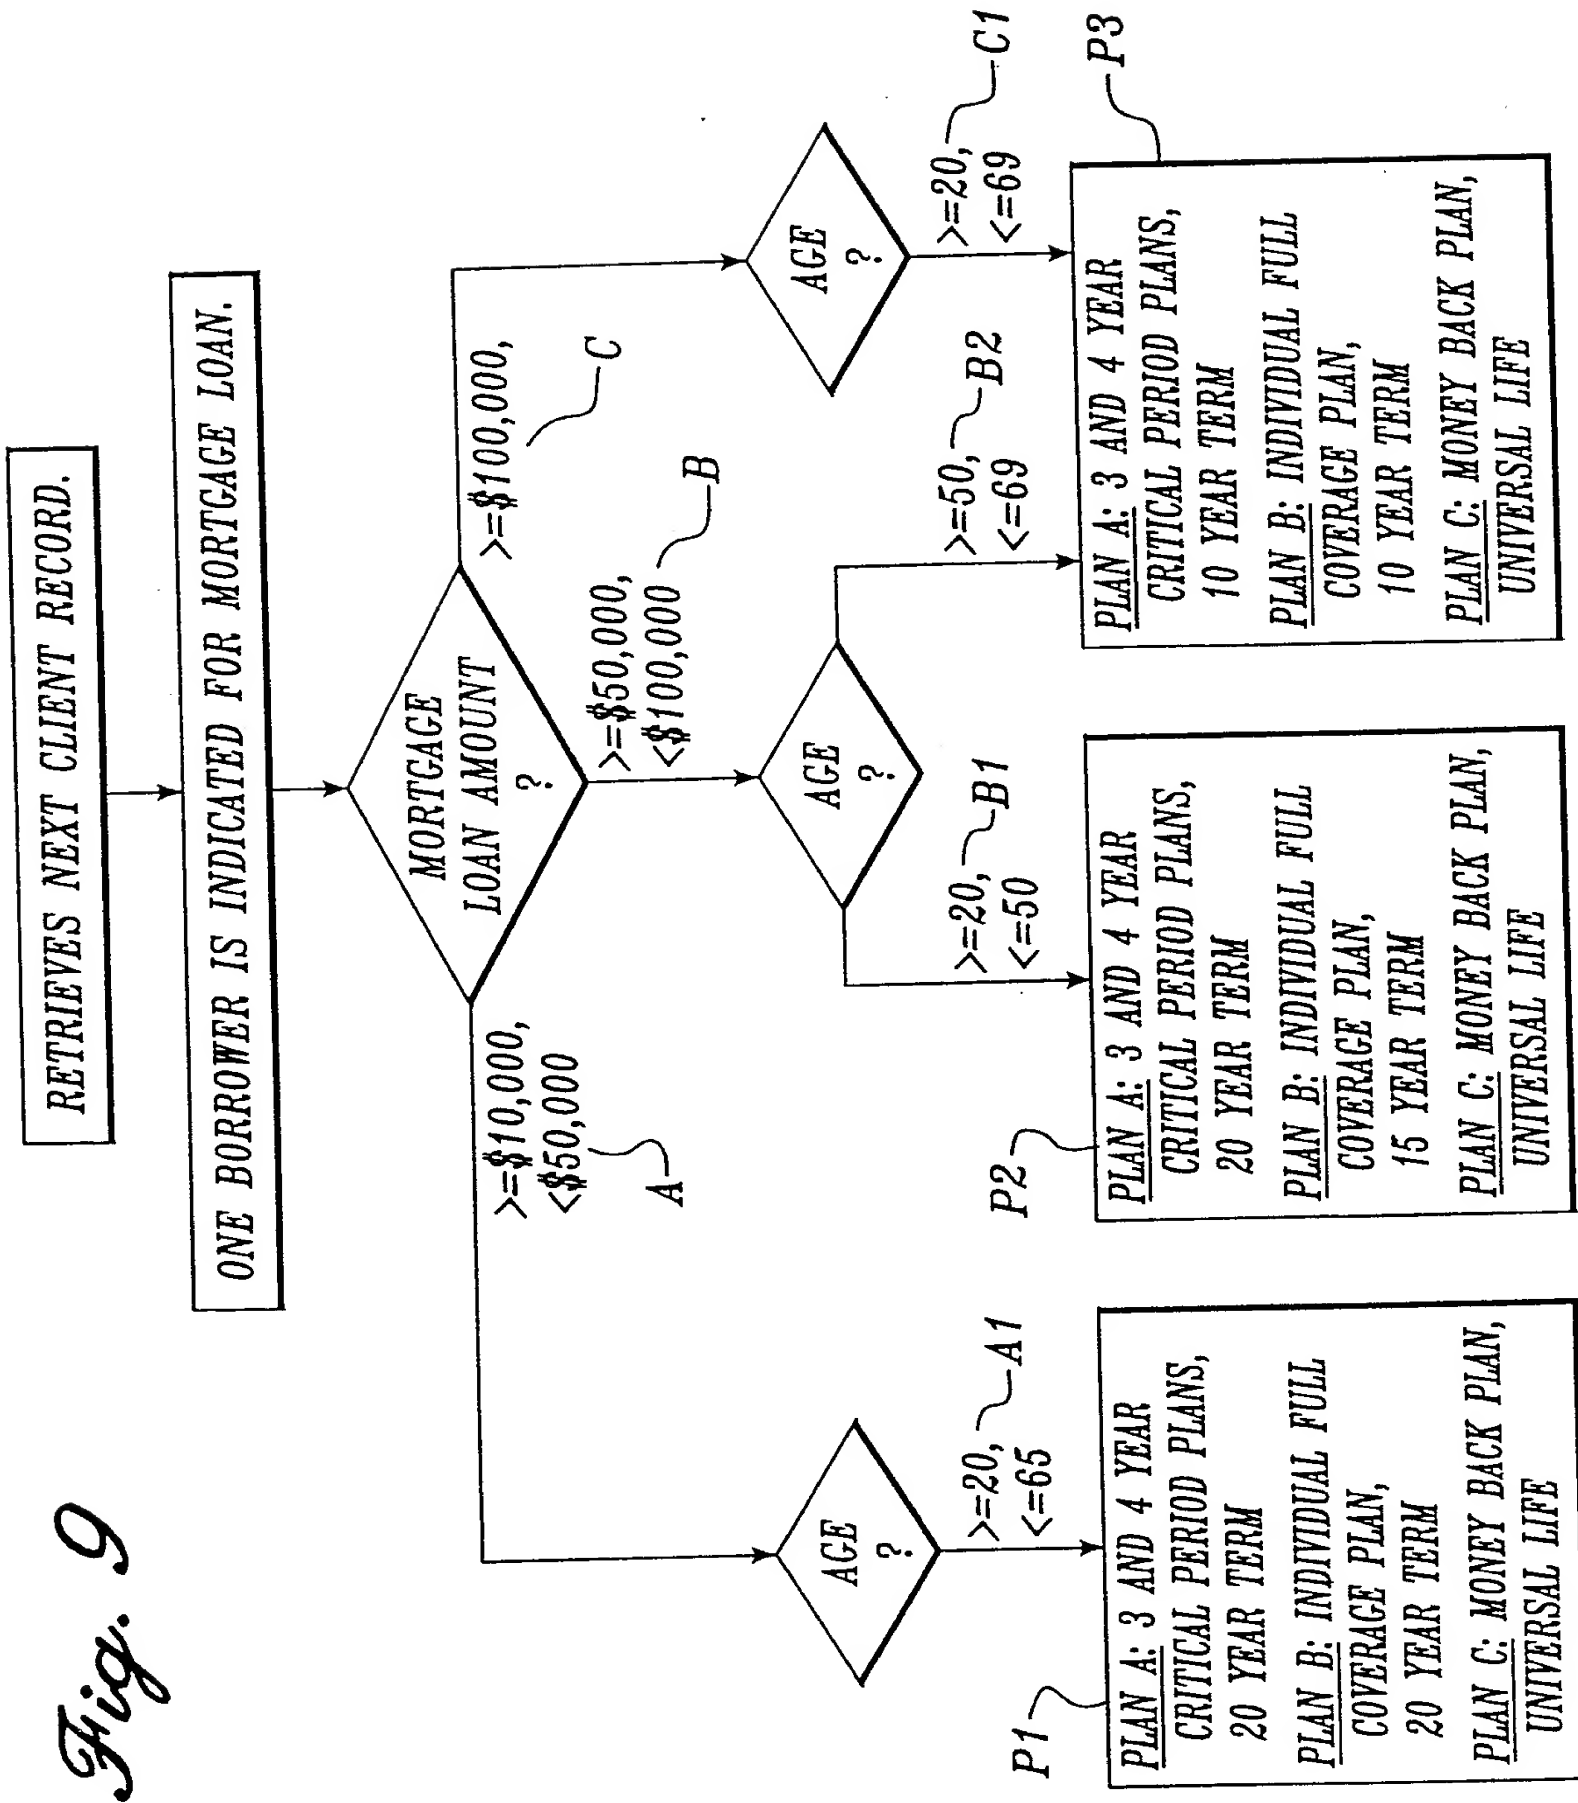 Fig. 9
RETRIEVES NEXT CLIENT RECORD.
ONE BORROWER IS INDICATED FOR MORTGAGE LOAN.
MORTGAGE
LOAN AMOUNT
?
>=$10,000,
<$50,000
A
>=$50,000,
<$100,000
B
>=$100,000,
C
AGE
?
>=20,
<=65
A1
AGE
?
>=20,
<=50
B1
>=50,
<=69
B2
AGE
?
>=20,
<=69
C1
P1
PLAN A: 3 AND 4 YEAR
CRITICAL PERIOD PLANS,
20 YEAR TERM
PLAN B: INDIVIDUAL FULL
COVERAGE PLAN,
20 YEAR TERM
PLAN C: MONEY BACK PLAN,
UNIVERSAL LIFE
P2
PLAN A: 3 AND 4 YEAR
CRITICAL PERIOD PLANS,
20 YEAR TERM
PLAN B: INDIVIDUAL FULL
COVERAGE PLAN,
15 YEAR TERM
PLAN C: MONEY BACK PLAN,
UNIVERSAL LIFE
P3
PLAN A: 3 AND 4 YEAR
CRITICAL PERIOD PLANS,
10 YEAR TERM
PLAN B: INDIVIDUAL FULL
COVERAGE PLAN,
10 YEAR TERM
PLAN C: MONEY BACK PLAN,
UNIVERSAL LIFE